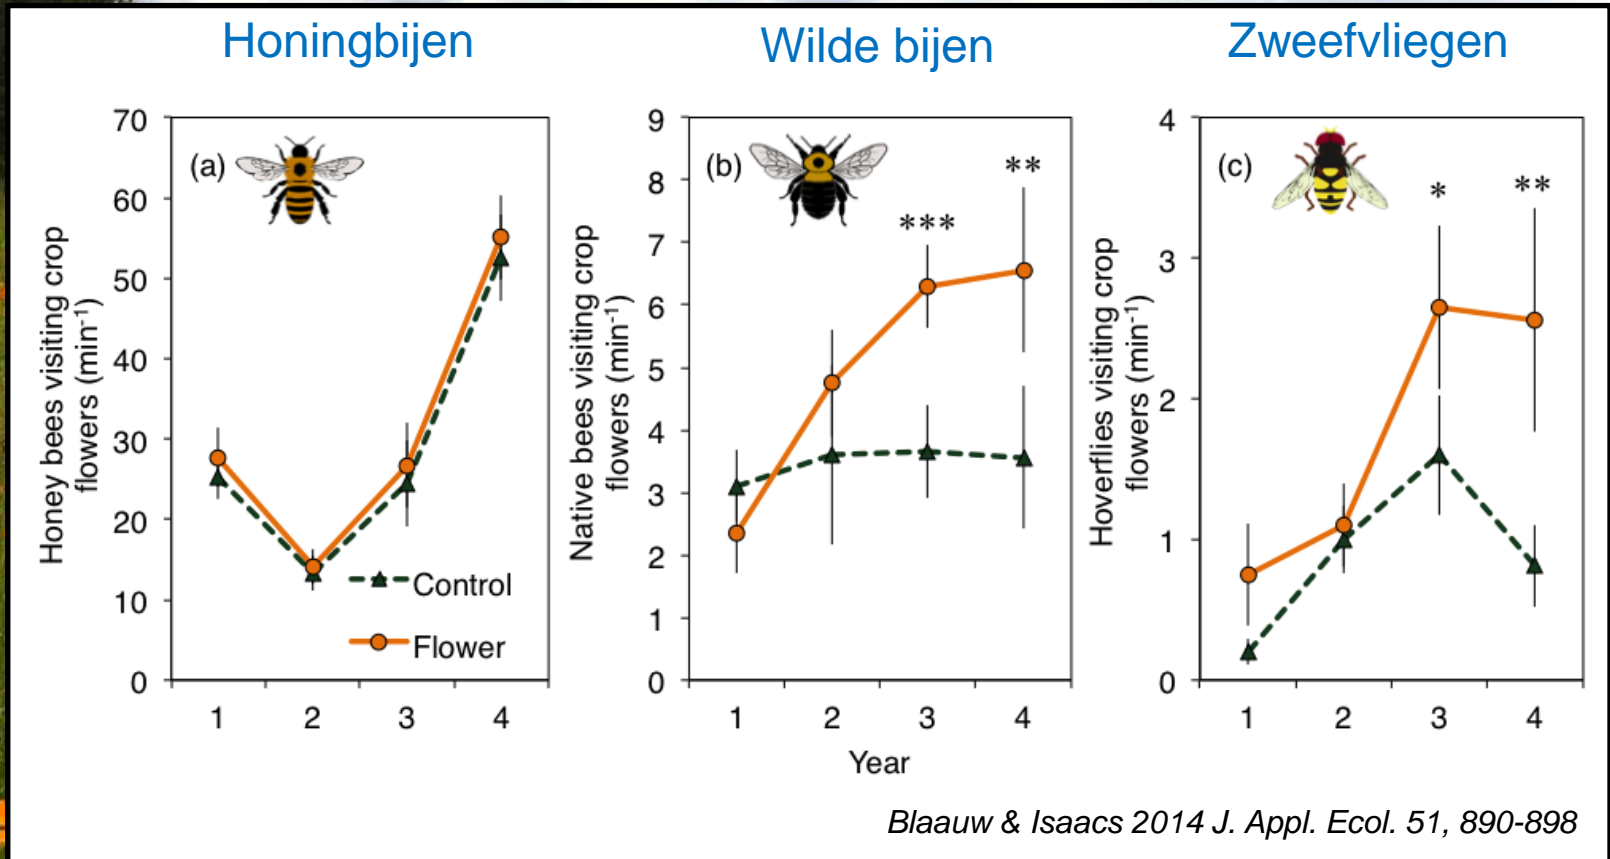 Honingbijen
Wilde bijen
Zweefvliegen
(a)
Honey bees visiting crop
flowers (min⁻¹)
70
60
50
40
30
20
10
0
1 2 3 4
Control
Flower
(b)
Native bees visiting crop
flowers (min⁻¹)
9
8
7
6
5
4
3
2
1
0
***
**
1 2 3 4
Year
(c)
Hoverflies visiting crop
flowers (min⁻¹)
4
3
2
1
0
*
**
1 2 3 4
Blaauw & Isaacs 2014 J. Appl. Ecol. 51, 890-898